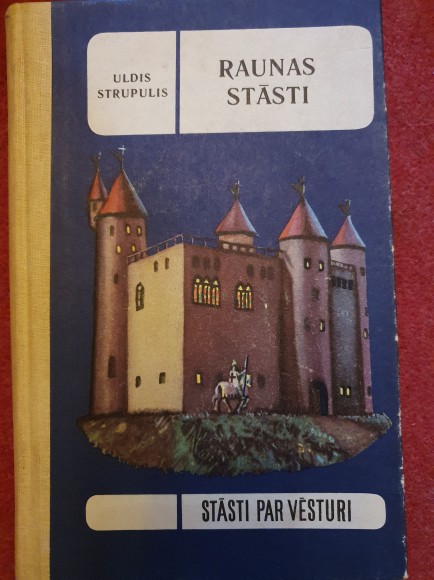 ULDIS
STRUPULIS
RAUNAS
STĀSTI
STĀSTI PAR VĒSTURI